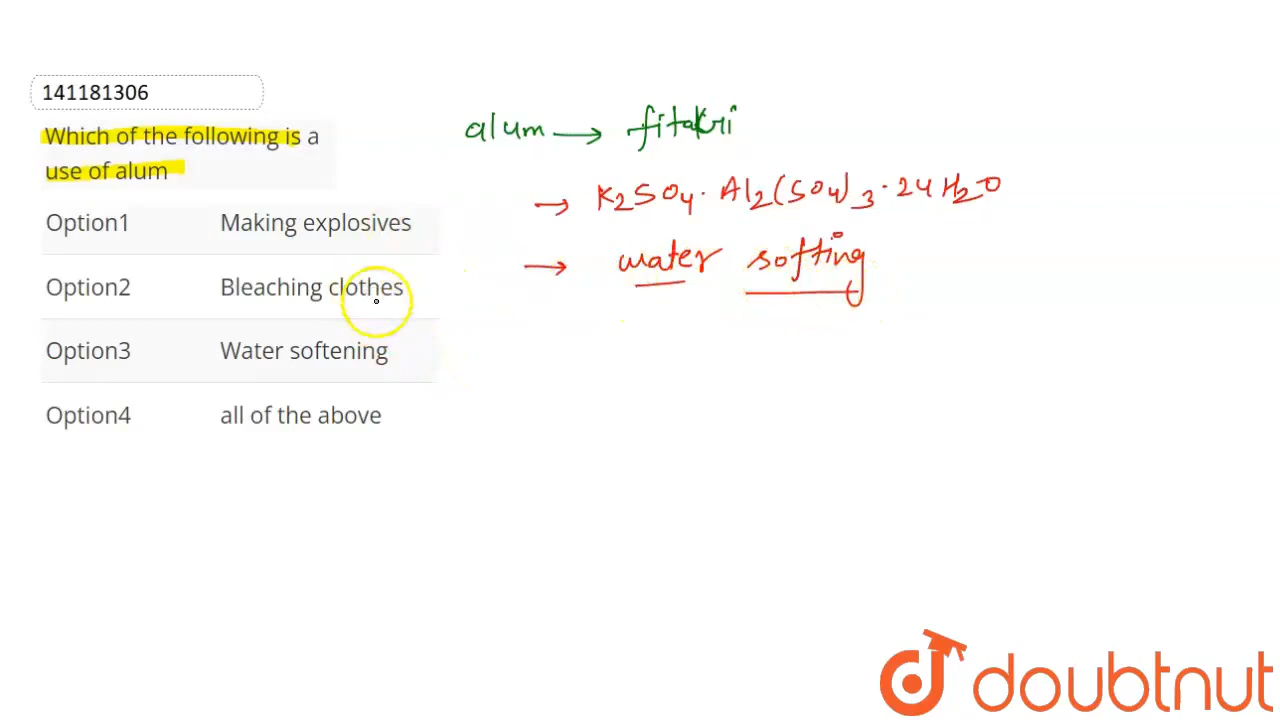 141181306
Which of the following is a
use of alum
Option1 Making explosives
Option2 Bleaching clothes
Option3 Water softening
Option4 all of the above
alum → fitakri
→ K2SO4. Al2(SO4)3.24H2O
→ water softing
doubtnut